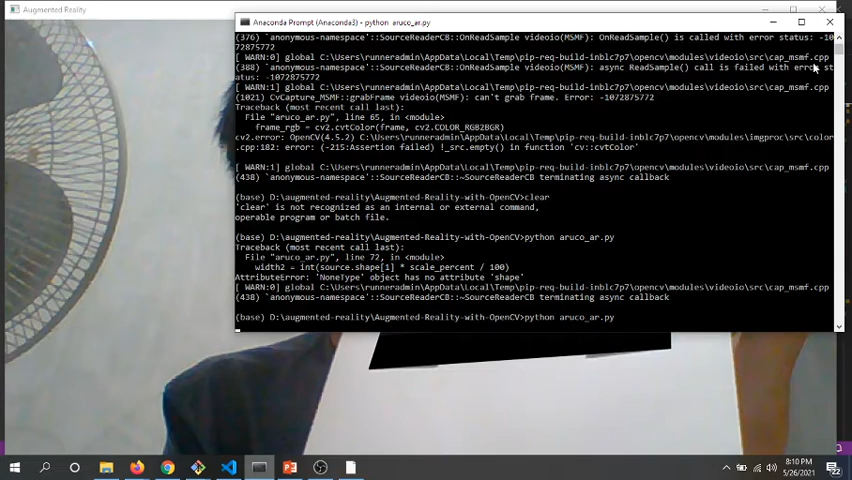 Augmented Reality
Anaconda Prompt (Anaconda3) - python aruco_ar.py
(376) `anonymous-namespace'::SourceReaderCB::OnReadSample videoio(MSMF): OnReadSample() is called with error status: -10
72875772
[ WARN:0] global C:\Users\runneradmin\AppData\Local\Temp\pip-req-build-inblc7p7\opencv\modules\videoio\src\cap_msmf.cpp
(388) `anonymous-namespace'::SourceReaderCB::OnReadSample videoio(MSMF): async ReadSample() call is failed with error st
atus: -1072875772
[ WARN:1] global C:\Users\runneradmin\AppData\Local\Temp\pip-req-build-inblc7p7\opencv\modules\videoio\src\cap_msmf.cpp
(1021) CvCapture_MSMF::grabFrame videoio(MSMF): can't grab frame. Error: -1072875772
Traceback (most recent call last):
File "aruco_ar.py", line 65, in <module>
frame_rgb = cv2.cvtColor(frame, cv2.COLOR_RGB2BGR)
cv2.error: OpenCV(4.5.2) C:\Users\runneradmin\AppData\Local\Temp\pip-req-build-inblc7p7\opencv\modules\imgproc\src\color
.cpp:182: error: (-215:Assertion failed) !_src.empty() in function 'cv::cvtColor'
[ WARN:1] global C:\Users\runneradmin\AppData\Local\Temp\pip-req-build-inblc7p7\opencv\modules\videoio\src\cap_msmf.cpp
(438) `anonymous-namespace'::SourceReaderCB::~SourceReaderCB terminating async callback
(base) D:\augmented-reality\Augmented-Reality-with-OpenCV>clear
'clear' is not recognized as an internal or external command,
operable program or batch file.
(base) D:\augmented-reality\Augmented-Reality-with-OpenCV>python aruco_ar.py
Traceback (most recent call last):
File "aruco_ar.py", line 72, in <module>
width2 = int(source.shape[1] * scale_percent / 100)
AttributeError: 'NoneType' object has no attribute 'shape'
[ WARN:0] global C:\Users\runneradmin\AppData\Local\Temp\pip-req-build-inblc7p7\opencv\modules\videoio\src\cap_msmf.cpp
(438) `anonymous-namespace'::SourceReaderCB::~SourceReaderCB terminating async callback
(base) D:\augmented-reality\Augmented-Reality-with-OpenCV>python aruco_ar.py
8:10 PM
5/26/2021
22